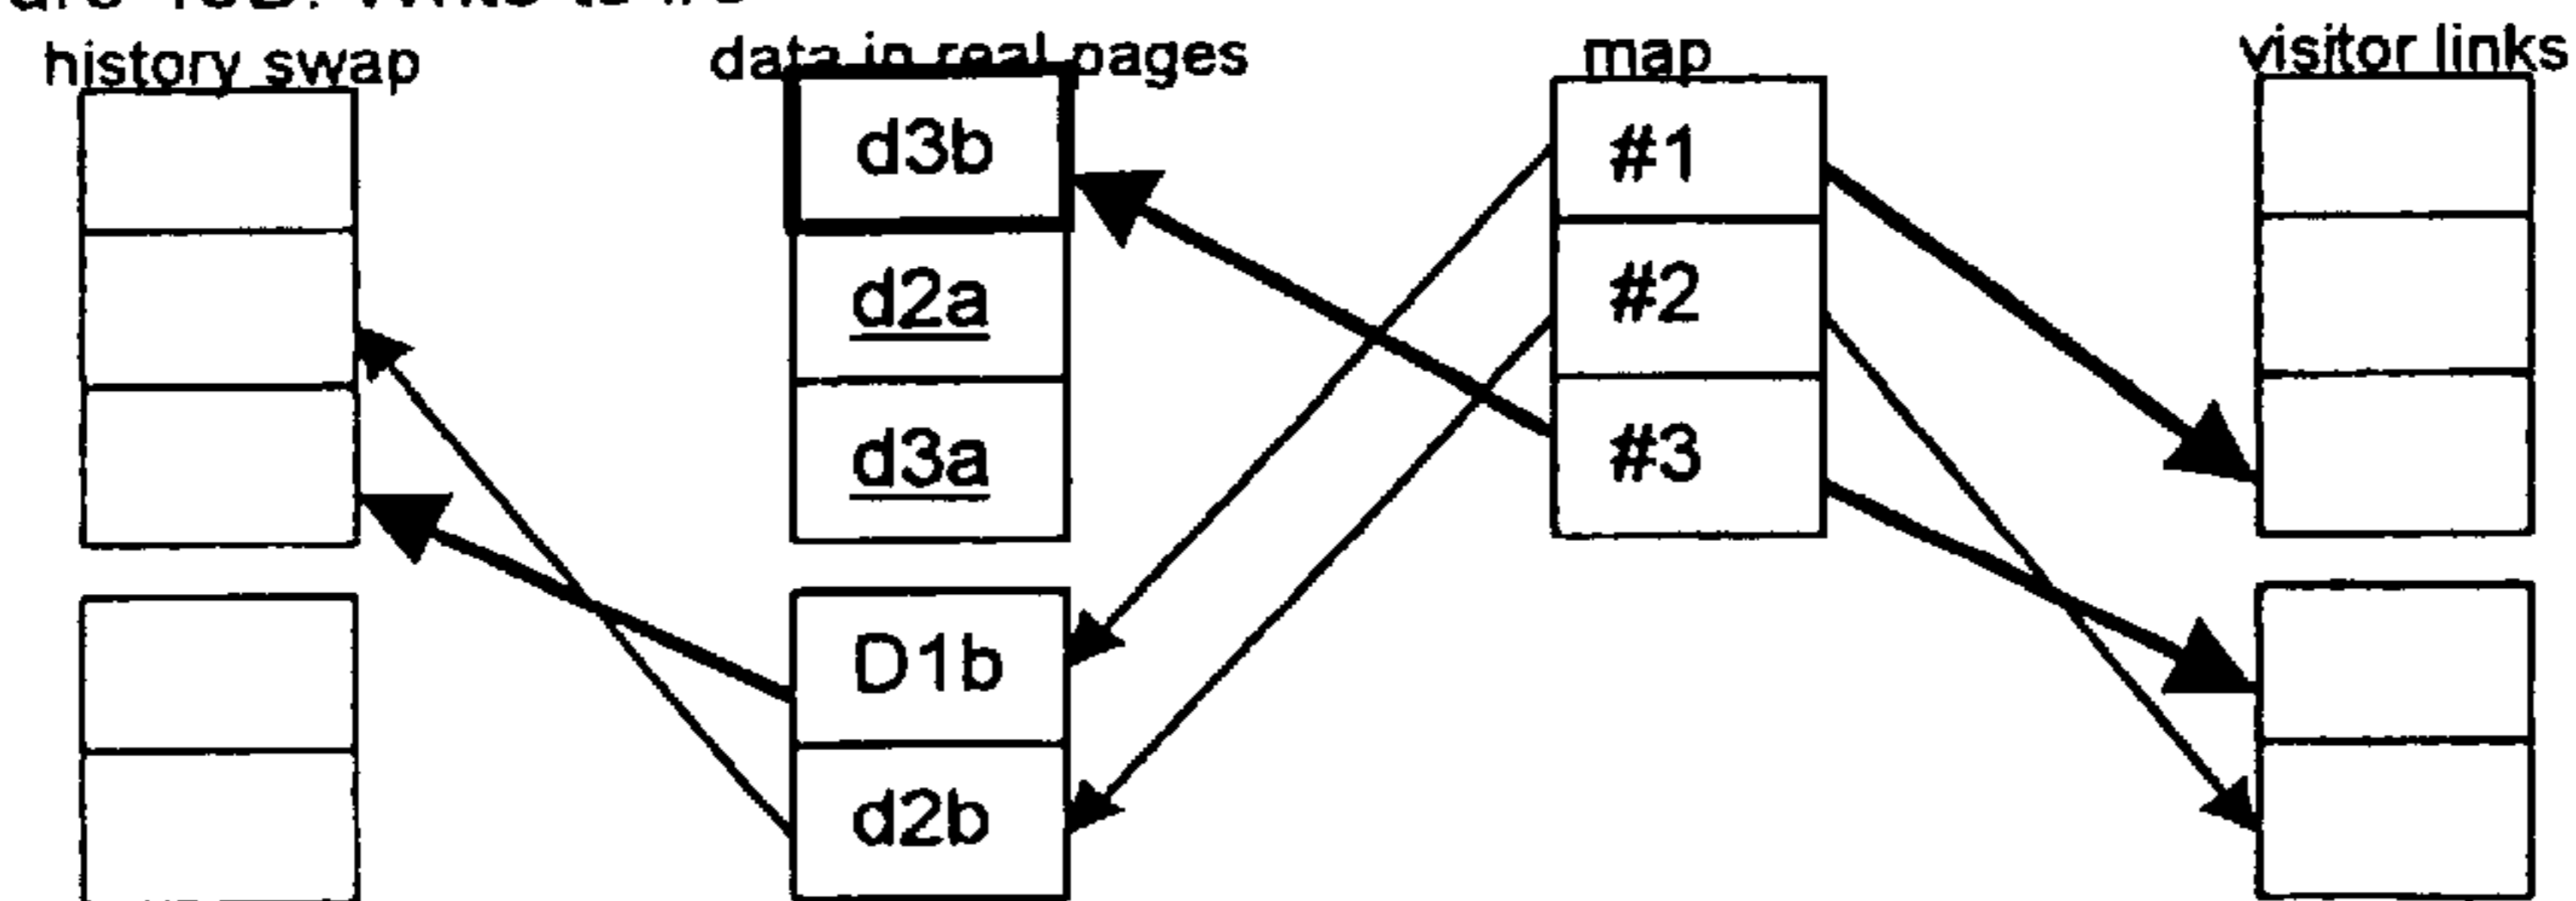 history swap data in real pages map visitor links
d3b #1
d2a #2
d3a #3
D1b
d2b